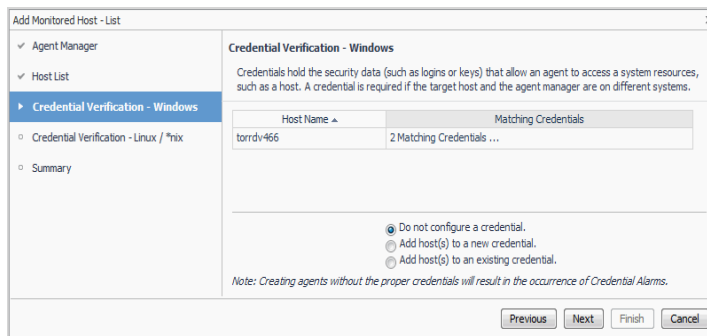 Add Monitored Host - List
Agent Manager
Host List
Credential Verification - Windows
Credential Verification - Linux / *nix
Summary
Credential Verification - Windows
Credentials hold the security data (such as logins or keys) that allow an agent to access a system resources,
such as a host. A credential is required if the target host and the agent manager are on different systems.
Host Name Matching Credentials
torrdv466 2 Matching Credentials ...
Do not configure a credential.
Add host(s) to a new credential.
Add host(s) to an existing credential.
Note: Creating agents without the proper credentials will result in the occurrence of Credential Alarms.
Previous Next Finish Cancel